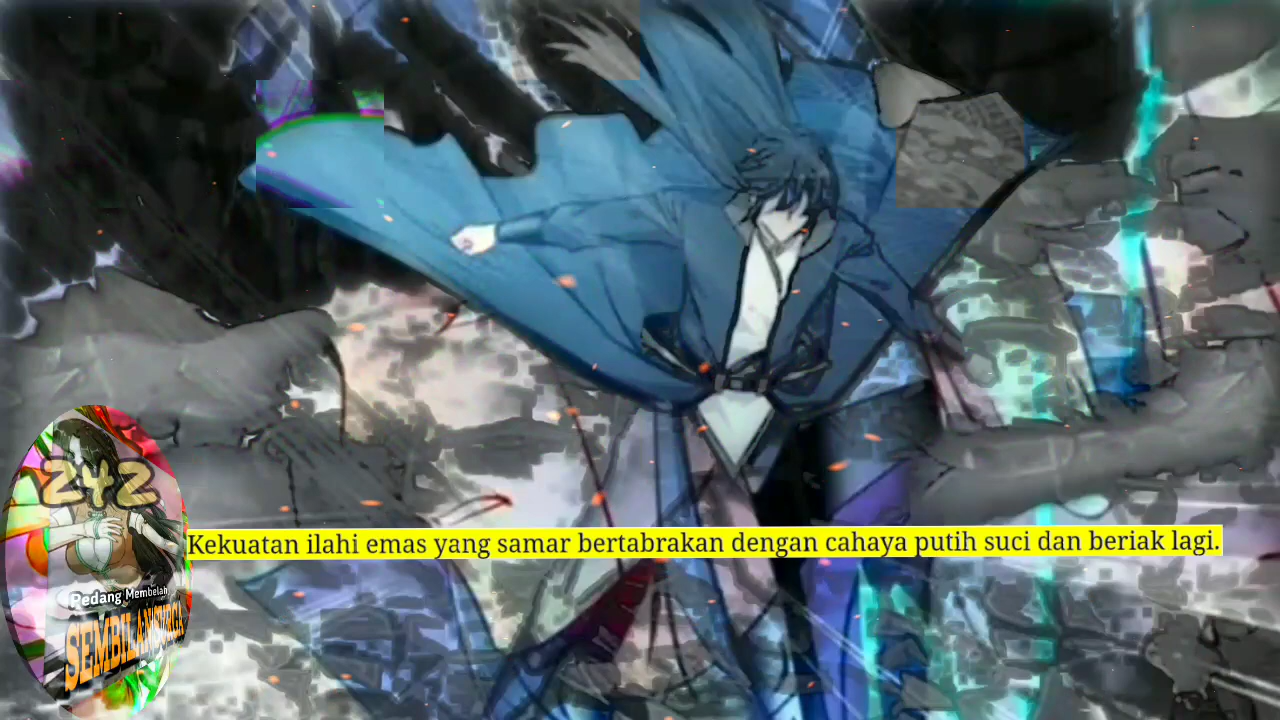 242
Kekuatan ilahi emas yang samar bertabrakan dengan cahaya putih suci dan beriak lagi.
Pedang Membelah
SEMBILAN SURGA